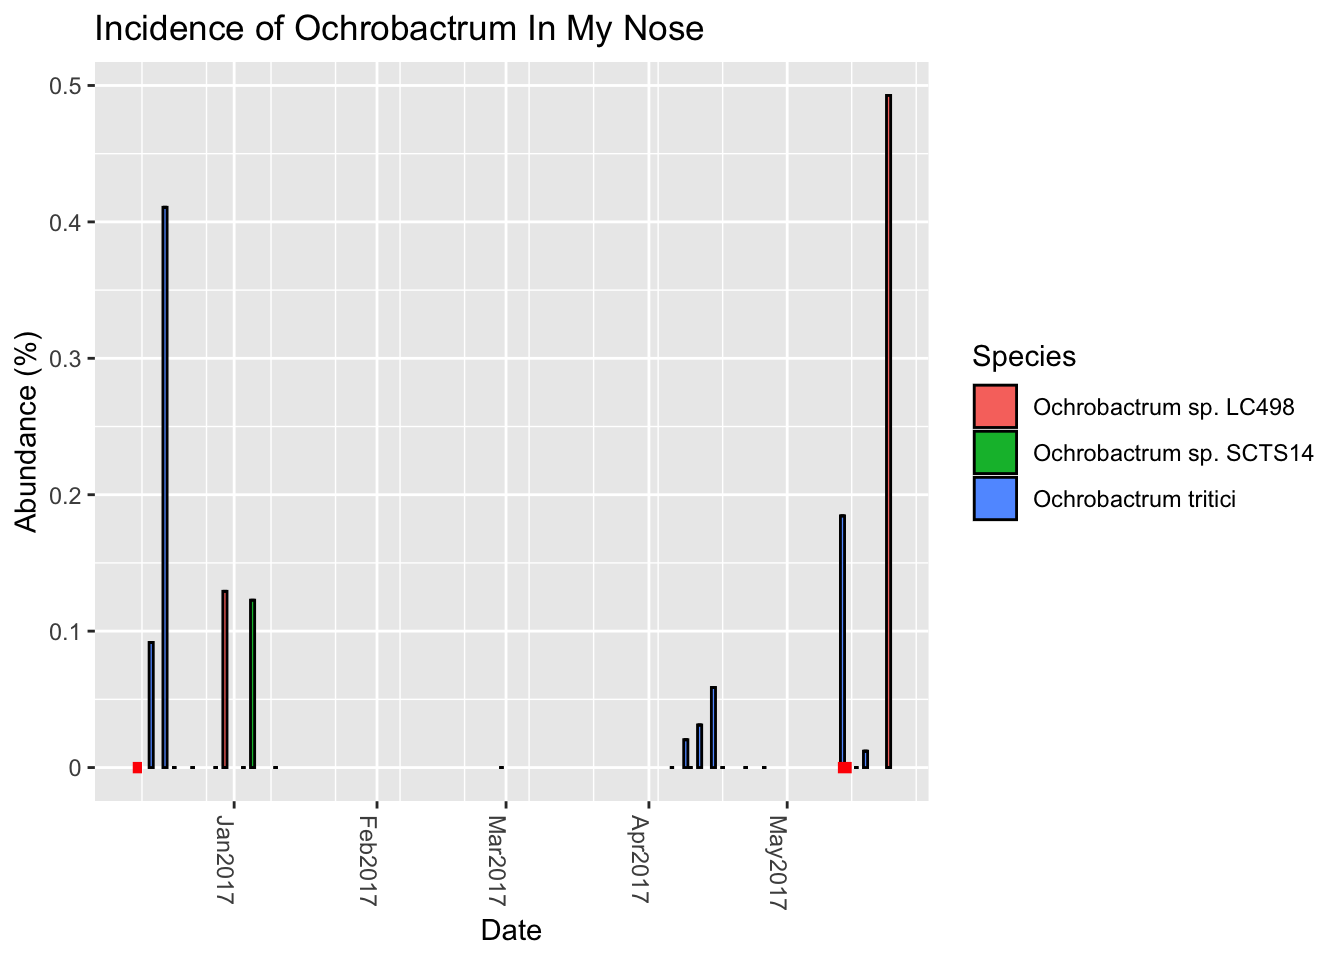 Incidence of Ochrobactrum In My Nose
0.5
0.4
0.3
0.2
0.1
0
Abundance (%)
Jan2017
Feb2017
Mar2017
Apr2017
May2017
Date
Species
Ochrobactrum sp. LC498
Ochrobactrum sp. SCTS14
Ochrobactrum tritici